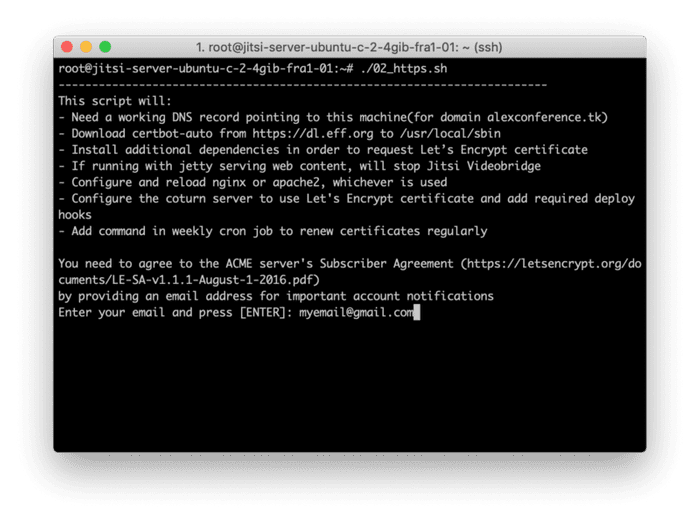 1. root@jitsi-server-ubuntu-c-2-4gib-fra1-01: ~ (ssh)
root@jitsi-server-ubuntu-c-2-4gib-fra1-01:~# ./02_https.sh
-------------------------------------------------------------------------
This script will:
- Need a working DNS record pointing to this machine(for domain alexconference.tk)
- Download certbot-auto from https://dl.eff.org to /usr/local/sbin
- Install additional dependencies in order to request Let’s Encrypt certificate
- If running with jetty serving web content, will stop Jitsi Videobridge
- Configure and reload nginx or apache2, whichever is used
- Configure the coturn server to use Let's Encrypt certificate and add required deploy
hooks
- Add command in weekly cron job to renew certificates regularly
You need to agree to the ACME server's Subscriber Agreement (https://letsencrypt.org/do
cuments/LE-SA-v1.1.1-August-1-2016.pdf)
by providing an email address for important account notifications
Enter your email and press [ENTER]: myemail@gmail.com